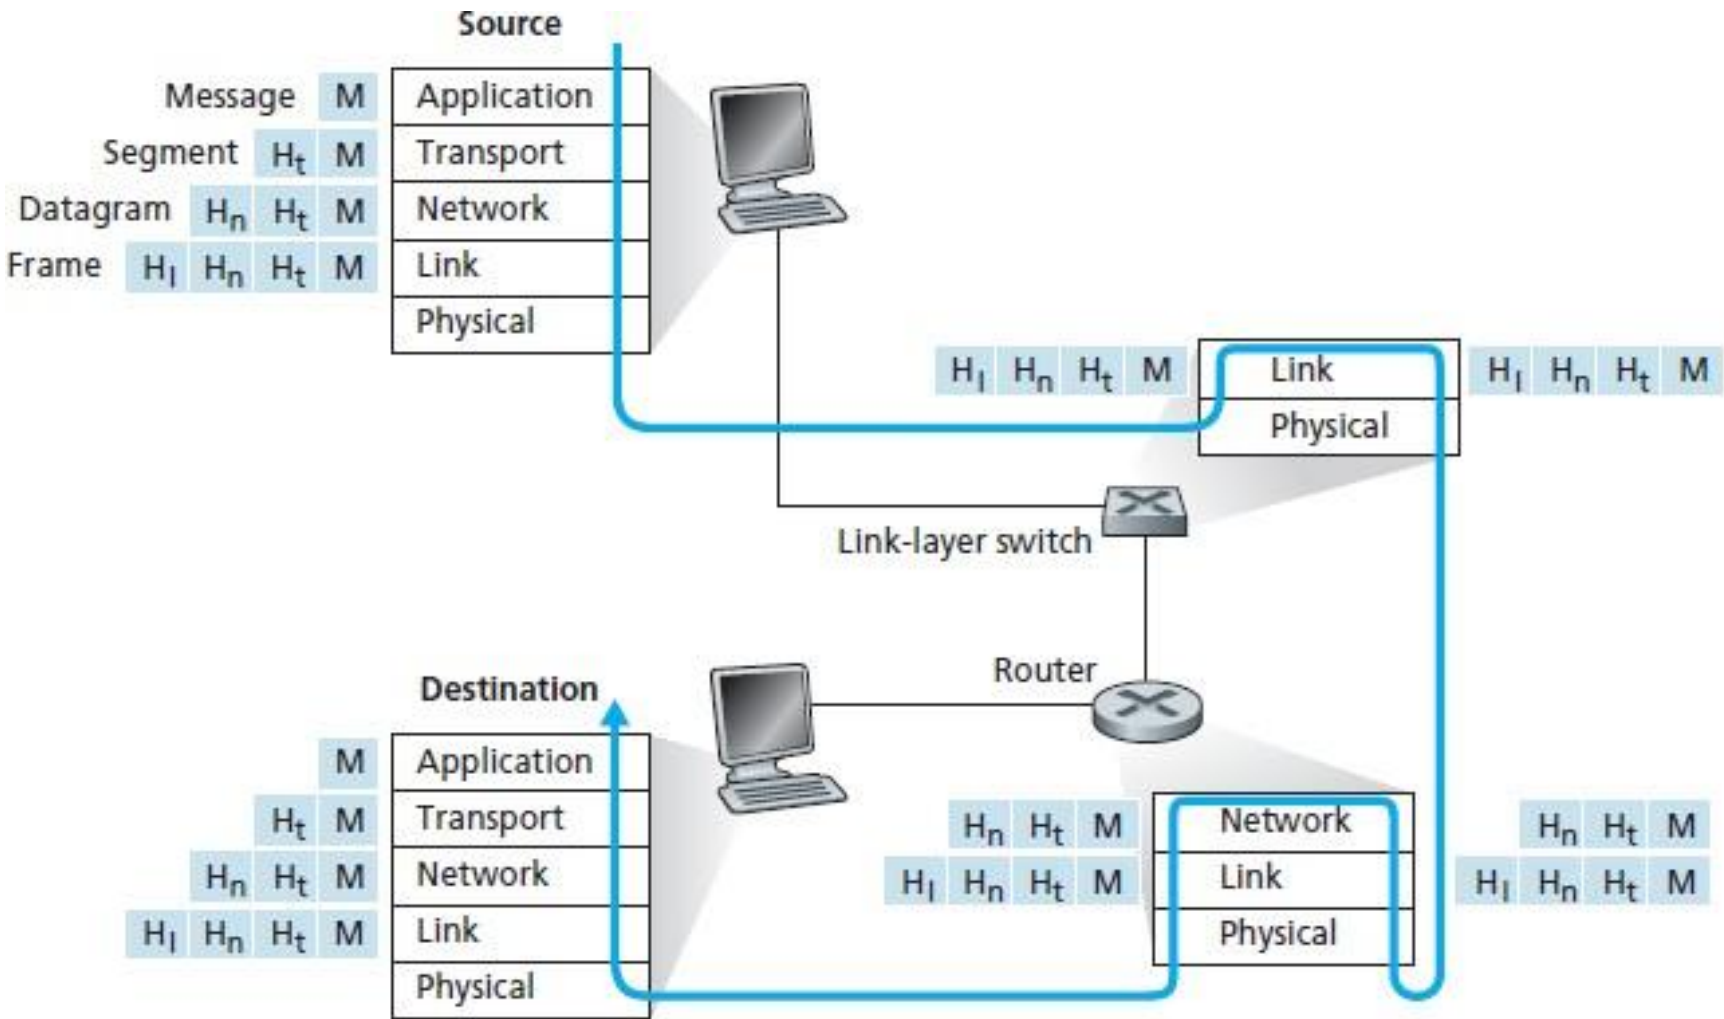 Source
Message M Application
Segment Ht M Transport
Datagram Hn Ht M Network
Frame Hl Hn Ht M Link
Physical
Hl Hn Ht M Link Hl Hn Ht M
Physical
Link-layer switch
Router
Destination
M Application
Ht M Transport
Hn Ht M Network
Hl Hn Ht M Link
Physical
Hn Ht M Network Hn Ht M
Hl Hn Ht M Link Hl Hn Ht M
Physical